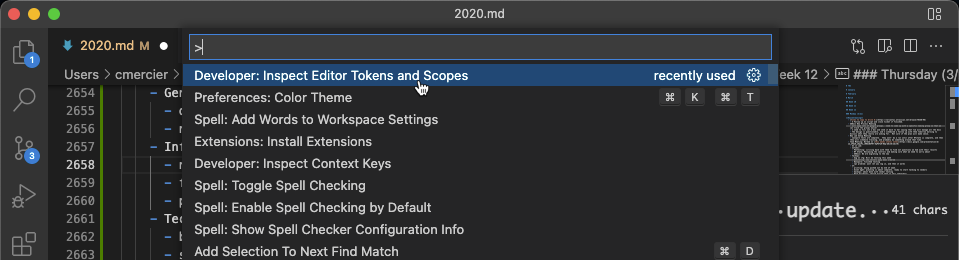 2020.md
1
2020.md M
>
Users > cmercier >
eek 12 > abc ### Thursday (3/
Developer: Inspect Editor Tokens and Scopes recently used
Preferences: Color Theme ⌘ K ⌘ T
Spell: Add Words to Workspace Settings
Extensions: Install Extensions
Developer: Inspect Context Keys
Spell: Toggle Spell Checking
Spell: Enable Spell Checking by Default
Spell: Show Spell Checker Configuration Info
Add Selection To Next Find Match ⌘ D
3
2654 - Ger
2655 - c
2656 - r
2657 - Inf
2658 - r
2659 - t
2660 - p
2661 - Tec
2662 - b
2663 - s
update... 41 chars